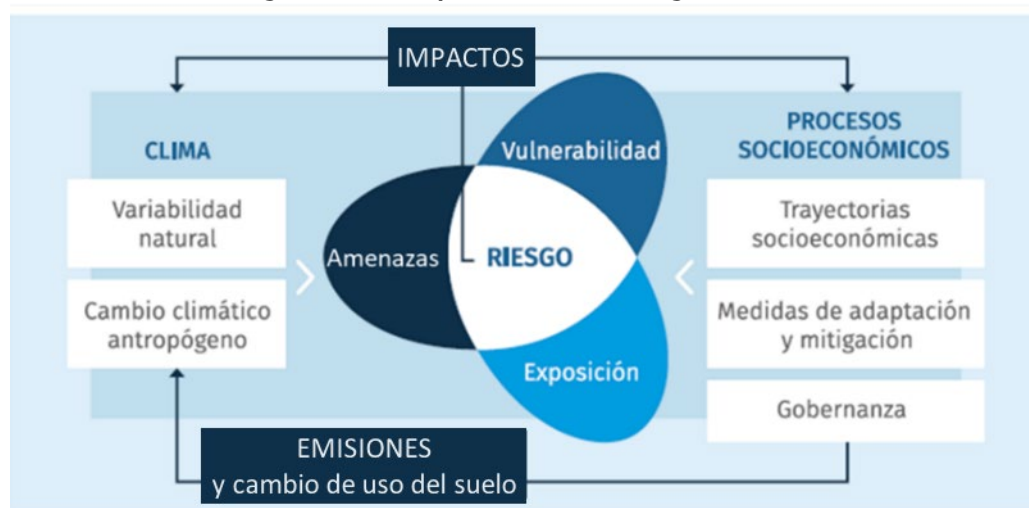 IMPACTOS
CLIMA
Variabilidad
natural
Cambio climático
antropógeno
Amenazas
Vulnerabilidad
RIESGO
Exposición
PROCESOS
SOCIOECONÓMICOS
Trayectorias
socioeconómicas
Medidas de adaptación
y mitigación
Gobernanza
EMISIONES
y cambio de uso del suelo